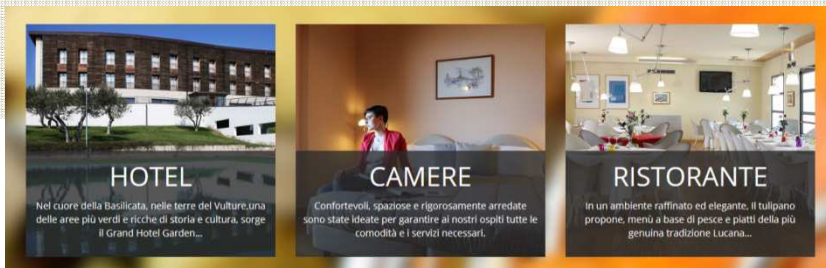 HOTEL
Nel cuore della Basilicata, nelle terre del Vulture,una
delle aree più verdi e ricche di storia e cultura, sorge
il Grand Hotel Garden...
CAMERE
Confortevoli, spaziose e rigorosamente arredate
sono state ideate per garantire ai nostri ospiti tutte le
comodità e i servizi necessari.
RISTORANTE
In un ambiente raffinato ed elegante, Il tulipano
propone, menù a base di pesce e piatti della più
genuina tradizione Lucana...